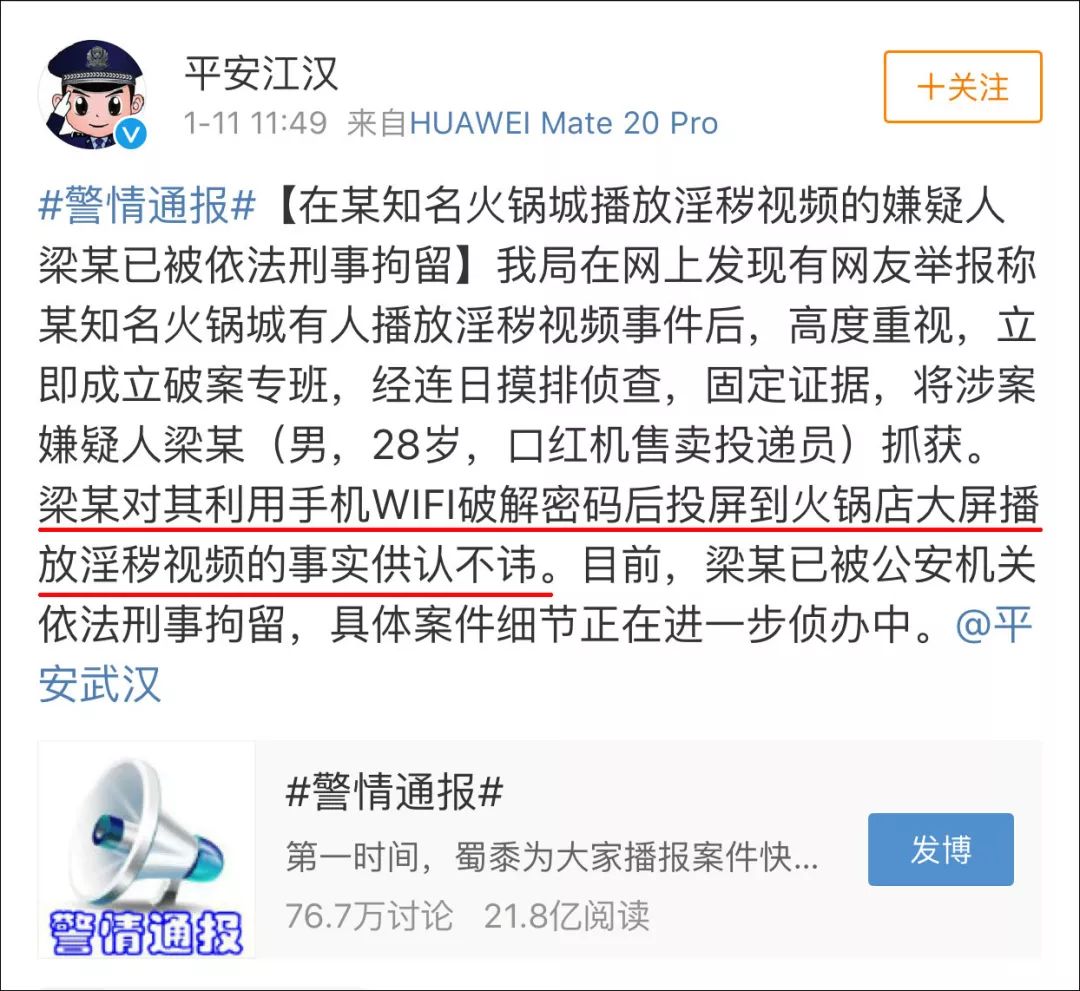 平安江汉
1-11 11:49 来自HUAWEI Mate 20 Pro
十关注
#警情通报#【在某知名火锅城播放淫秽视频的嫌疑人
梁某已被依法刑事拘留】我局在网上发现有网友举报称
某知名火锅城有人播放淫秽视频事件后，高度重视，立
即成立破案专班，经连日摸排侦查，固定证据，将涉案
嫌疑人梁某（男，28岁，口红机售卖投递员）抓获。
梁某对其利用手机WIFI破解密码后投屏到火锅店大屏播
放淫秽视频的事实供认不讳。目前，梁某已被公安机关
依法刑事拘留，具体案件细节正在进一步侦办中。@平
安武汉
#警情通报#
第一时间，蜀黍为大家播报案件快...
76.7万讨论 21.8亿阅读
发博
警情通报